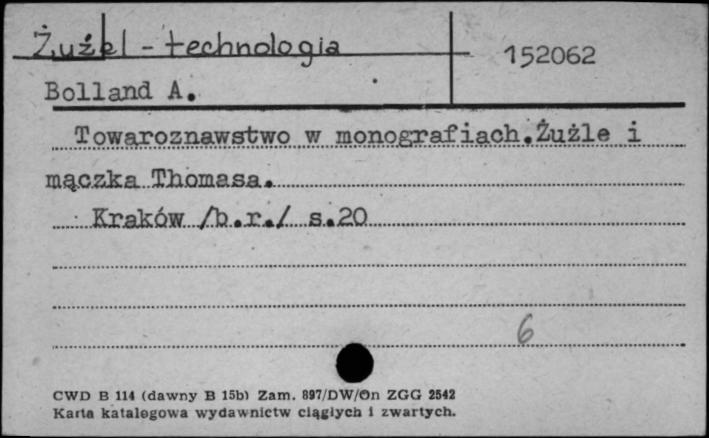 Żużel - technologia
152062
Bolland A.
Towaroznawstwo w monografiach.Żużle i
mączka Thomasa.
Kraków /b.r./ s.20
6
CWD B 114 (dawny B 15b) Zam. 897/DW/On ZGG 2542
Karta katalogowa wydawnictw ciągłych i zwartych.